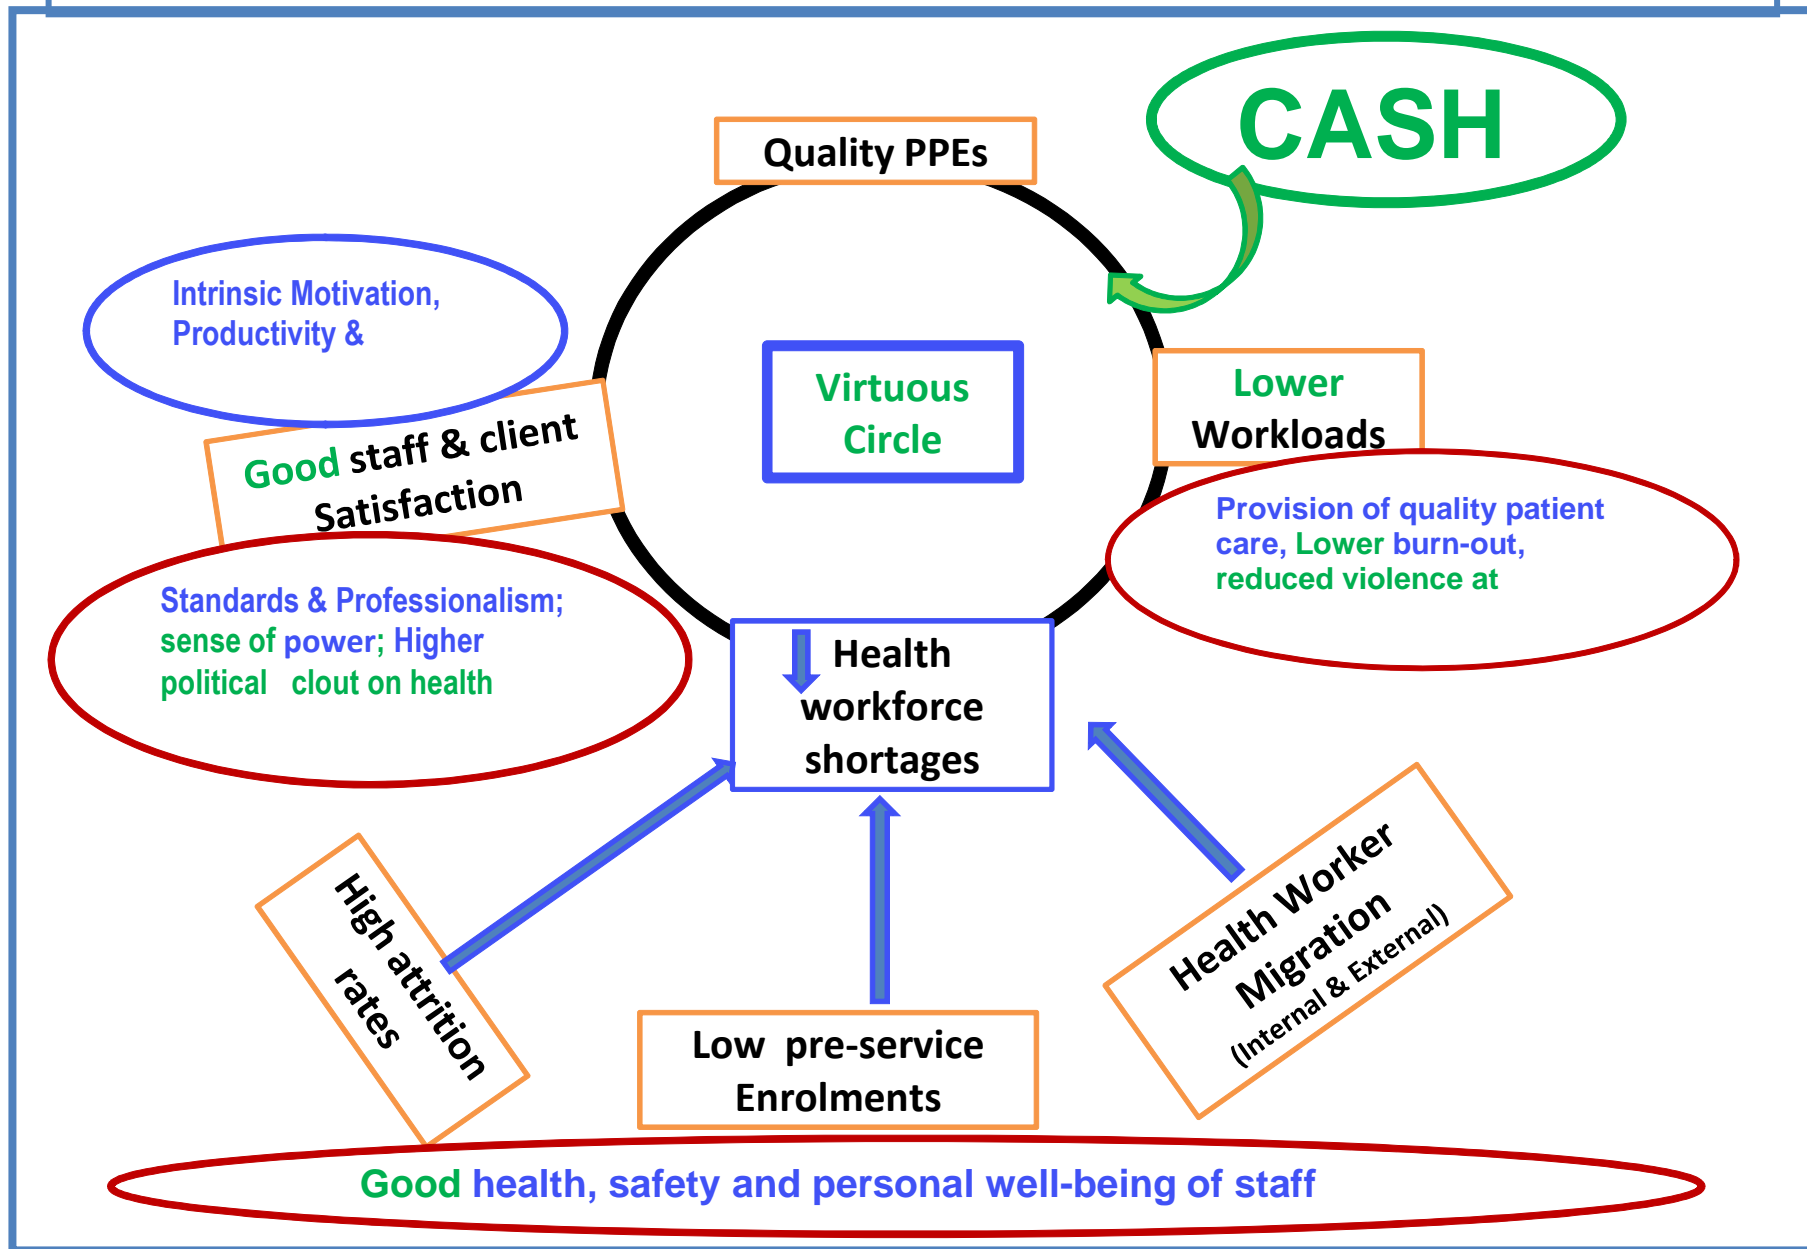 CASH
Quality PPEs
Intrinsic Motivation,
Productivity &
Virtuous
Circle
Lower
Workloads
Good staff & client
Satisfaction
Provision of quality patient
care, Lower burn-out,
reduced violence at
Standards & Professionalism;
sense of power; Higher
political clout on health
Health
workforce
shortages
High attrition
rates
Low pre-service
Enrolments
Health Worker
Migration
(Internal & External)
Good health, safety and personal well-being of staff